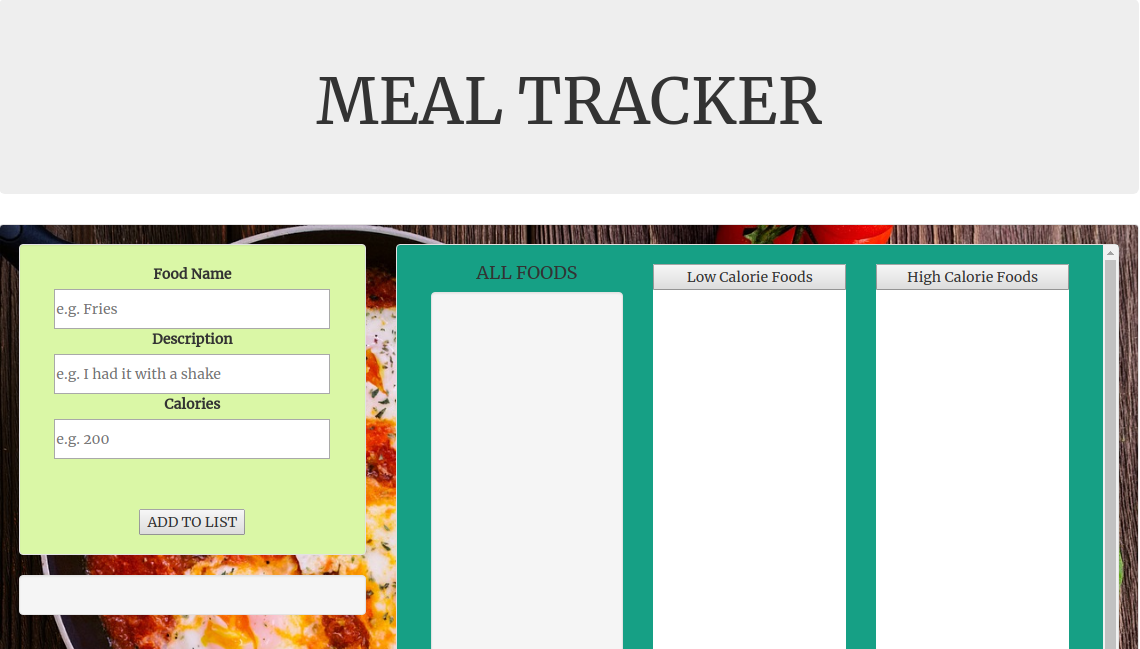 MEAL TRACKER
Food Name
e.g. Fries
Description
e.g. I had it with a shake
Calories
e.g. 200
ADD TO LIST
ALL FOODS
Low Calorie Foods
High Calorie Foods